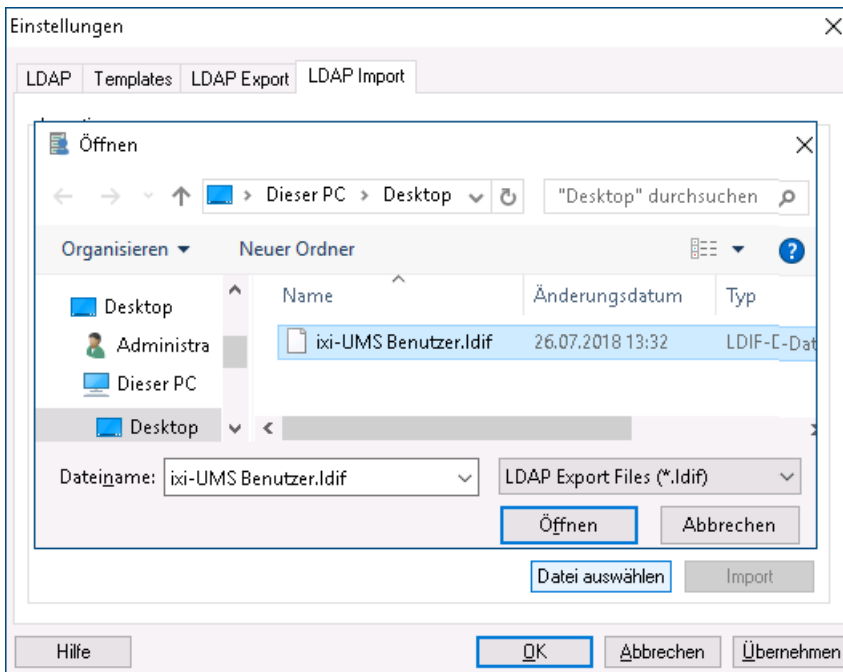 Einstellungen
LDAP Templates LDAP Export LDAP Import
Öffnen
Dieser PC Desktop "Desktop" durchsuchen
Organisieren Neuer Ordner
Name Änderungsdatum Typ
Desktop
ixi-UMS Benutzer.ldif 26.07.2018 13:32 LDIF-D-Dat
Administra
Dieser PC
Desktop
Dateiname: ixi-UMS Benutzer.ldif LDAP Export Files (*.ldif)
Öffnen Abbrechen
Datei auswählen Import
Hilfe OK Abbrechen Übernehmen